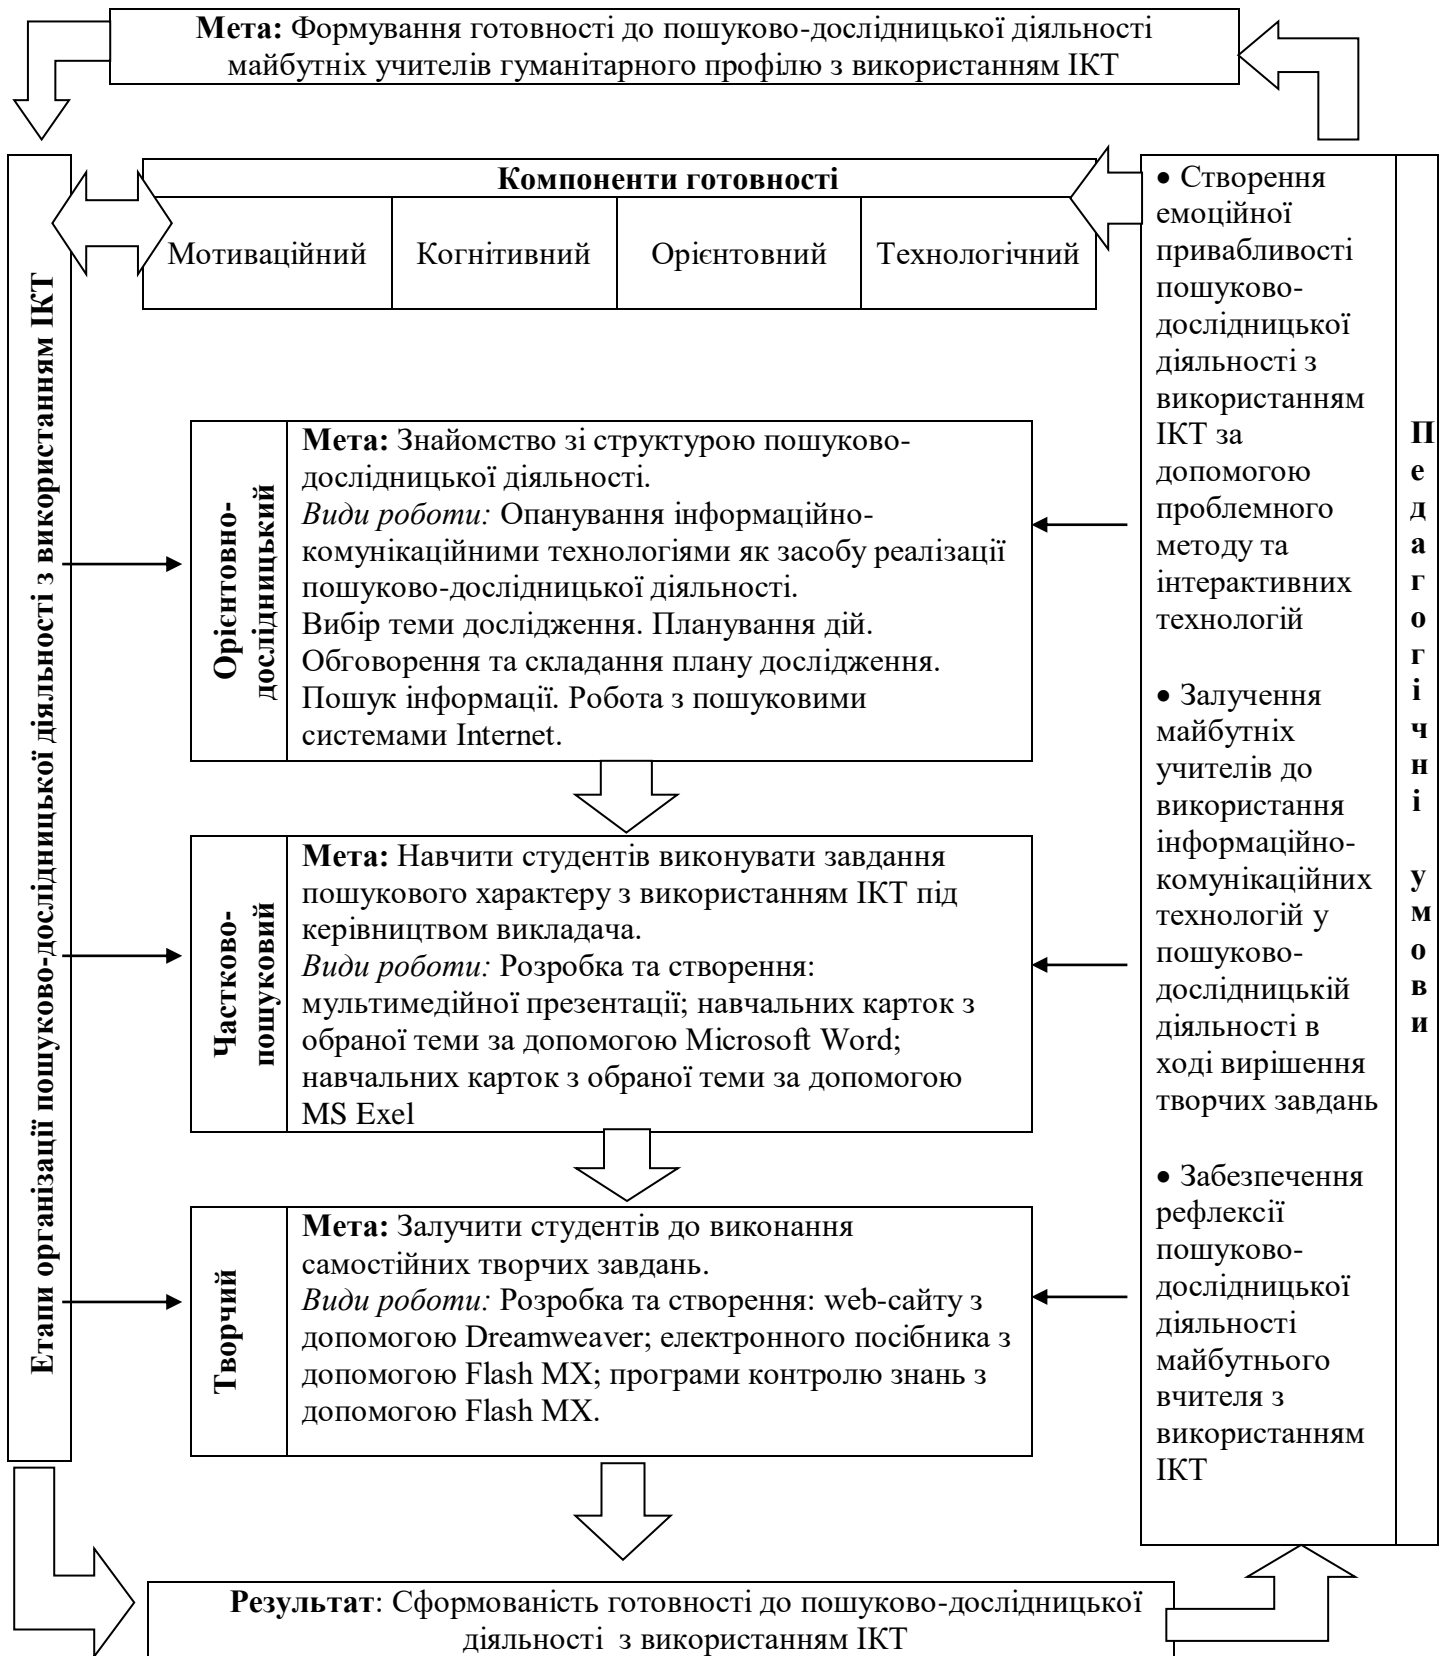 Мета: Формування готовності до пошуково-дослідницької діяльності
майбутніх учителів гуманітарного профілю з використанням ІКТ
Етапи організації пошуково-дослідницької діяльності з використанням ІКТ
Компоненти готовності
Мотиваційний
Когнітивний
Орієнтовний
Технологічний
Орієнтовно-
дослідницький
Мета: Знайомство зі структурою пошуково-
дослідницької діяльності.
Види роботи: Опанування інформаційно-
комунікаційними технологіями як засобу реалізації
пошуково-дослідницької діяльності.
Вибір теми дослідження. Планування дій.
Обговорення та складання плану дослідження.
Пошук інформації. Робота з пошуковими
системами Internet.
Частково-
пошуковий
Мета: Навчити студентів виконувати завдання
пошукового характеру з використанням ІКТ під
керівництвом викладача.
Види роботи: Розробка та створення:
мультимедійної презентації; навчальних карток з
обраної теми за допомогою Microsoft Word;
навчальних карток з обраної теми за допомогою
MS Exel
Творчий
Мета: Залучити студентів до виконання
самостійних творчих завдань.
Види роботи: Розробка та створення: web-сайту з
допомогою Dreamweaver; електронного посібника з
допомогою Flash MX; програми контролю знань з
допомогою Flash MX.
• Створення
емоційної
привабливості
пошуково-
дослідницької
діяльності з
використанням
ІКТ за
допомогою
проблемного
методу та
інтерактивних
технологій
• Залучення
майбутніх
учителів до
використання
інформаційно-
комунікаційних
технологій у
пошуково-
дослідницькій
діяльності в
ході вирішення
творчих завдань
• Забезпечення
рефлексії
пошуково-
дослідницької
діяльності
майбутнього
вчителя з
використанням
ІКТ
Педагогічні умови
Результат: Сформованість готовності до пошуково-дослідницької
діяльності з використанням ІКТ